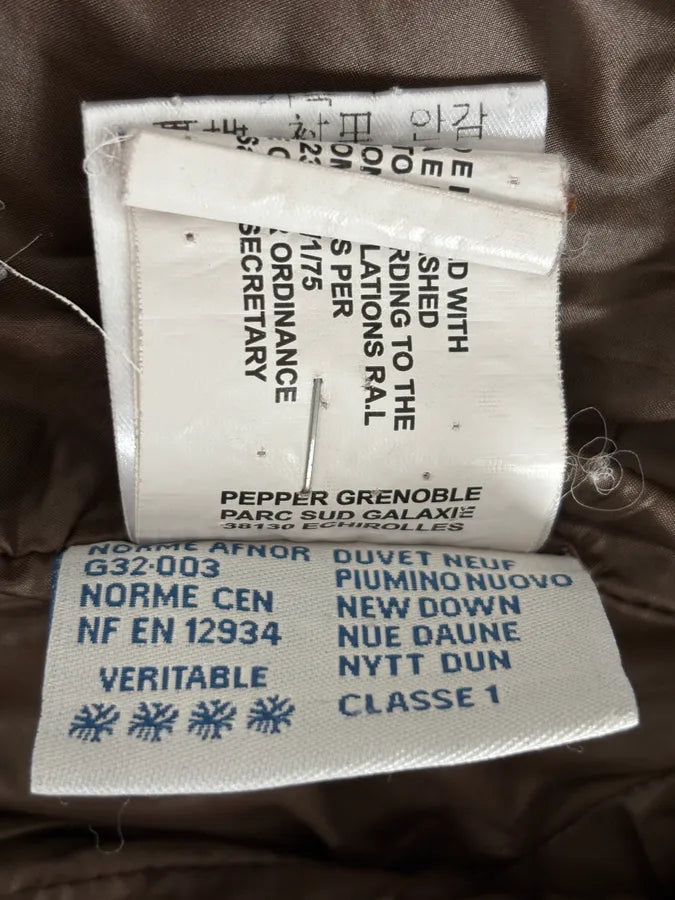 D WITH
SHED
RDING TO THE
LATIONS R.A.L
S PER
1/75
ORDINANCE
SECRETARY
PEPPER GRENOBLE
PARC SUD GALAXIE
38130 ECHIROLLES
NORME AFNOR
G32-003
NORME CEN
NF EN 12934
VERITABLE
DUVET NEUF
PIUMINO NUOVO
NEW DOWN
NUE DAUNE
NYTT DUN
CLASSE 1